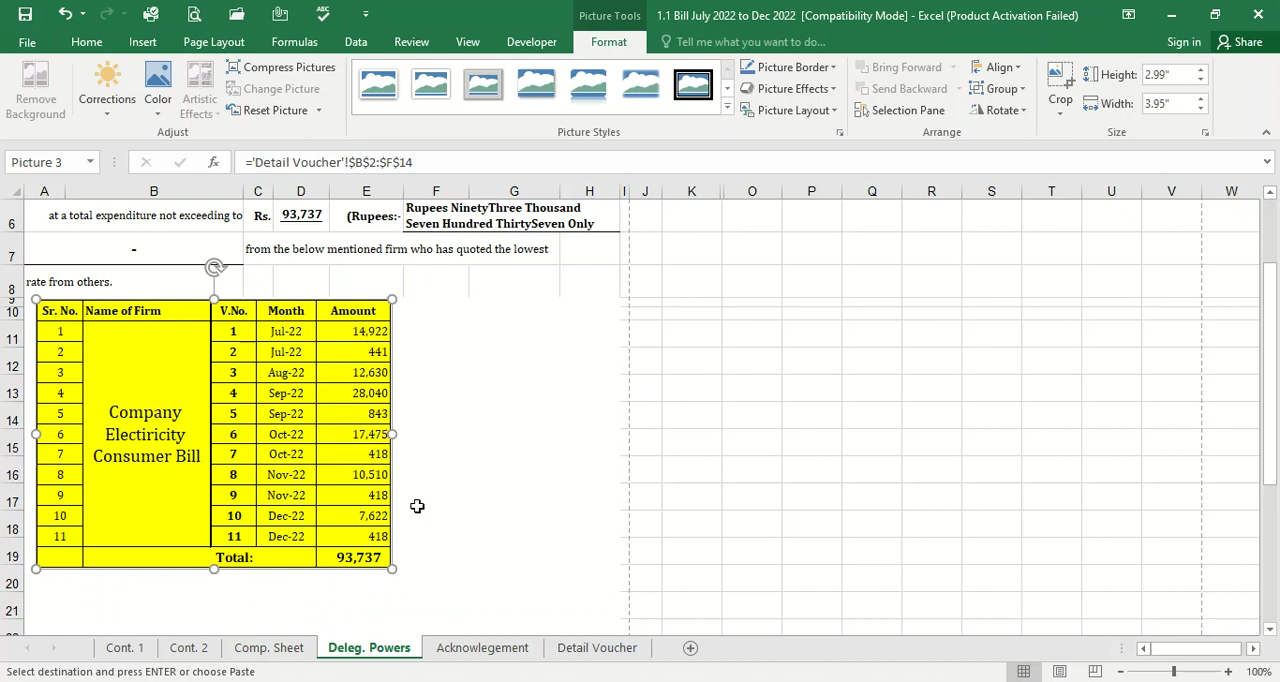 Picture Tools
1.1 Bill July 2022 to Dec 2022 [Compatibility Mode] - Excel (Product Activation Failed)
File Home Insert Page Layout Formulas Data Review View Developer Format Tell me what you want to do... Sign in Share
Remove Background
Corrections
Color
Artistic Effects
Compress Pictures
Change Picture
Reset Picture
Adjust
Picture Styles
Picture Border
Picture Effects
Picture Layout
Bring Forward
Send Backward
Selection Pane
Align
Group
Rotate
Arrange
Crop
Height: 2.99"
Width: 3.95"
Size
Picture 3 fx ='Detail Voucher'!$B$2:$F$14
A B C D E F G H I J K L N O P Q R S T U V W
6 at a total expenditure not exceeding to Rs. 93,737 (Rupees:- Rupees NinetyThree Thousand
Seven Hundred ThirtySeven Only
7 - from the below mentioned firm who has quoted the lowest
8 rate from others.
9
10 Sr. No. Name of Firm V.No. Month Amount
11 1 1 Jul-22 14,922
2 2 Jul-22 441
12 3 3 Aug-22 12,630
13 4 4 Sep-22 28,040
14 5 Company 5 Sep-22 843
15 6 Electiricity 6 Oct-22 17,475
7 Consumer Bill 7 Oct-22 418
16 8 8 Nov-22 10,510
17 9 9 Nov-22 418
18 10 10 Dec-22 7,622
11 11 Dec-22 418
19 Total: 93,737
20
21
Cont. 1 Cont. 2 Comp. Sheet Deleg. Powers Acknowlegement Detail Voucher
Select destination and press ENTER or choose Paste 100%